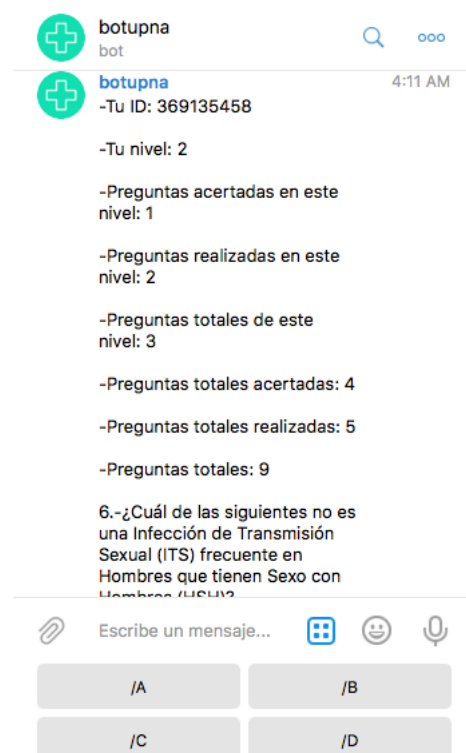 botupna
bot
ooo
botupna 4:11 AM
-Tu ID: 369135458
-Tu nivel: 2
-Preguntas acertadas en este
nivel: 1
-Preguntas realizadas en este
nivel: 2
-Preguntas totales de este
nivel: 3
-Preguntas totales acertadas: 4
-Preguntas totales realizadas: 5
-Preguntas totales: 9
6.-¿Cuál de las siguientes no es
una Infección de Transmisión
Sexual (ITS) frecuente en
Hombres que tienen Sexo con
Hombres (HSH)?
Escribe un mensaje...
/A /B
/C /D